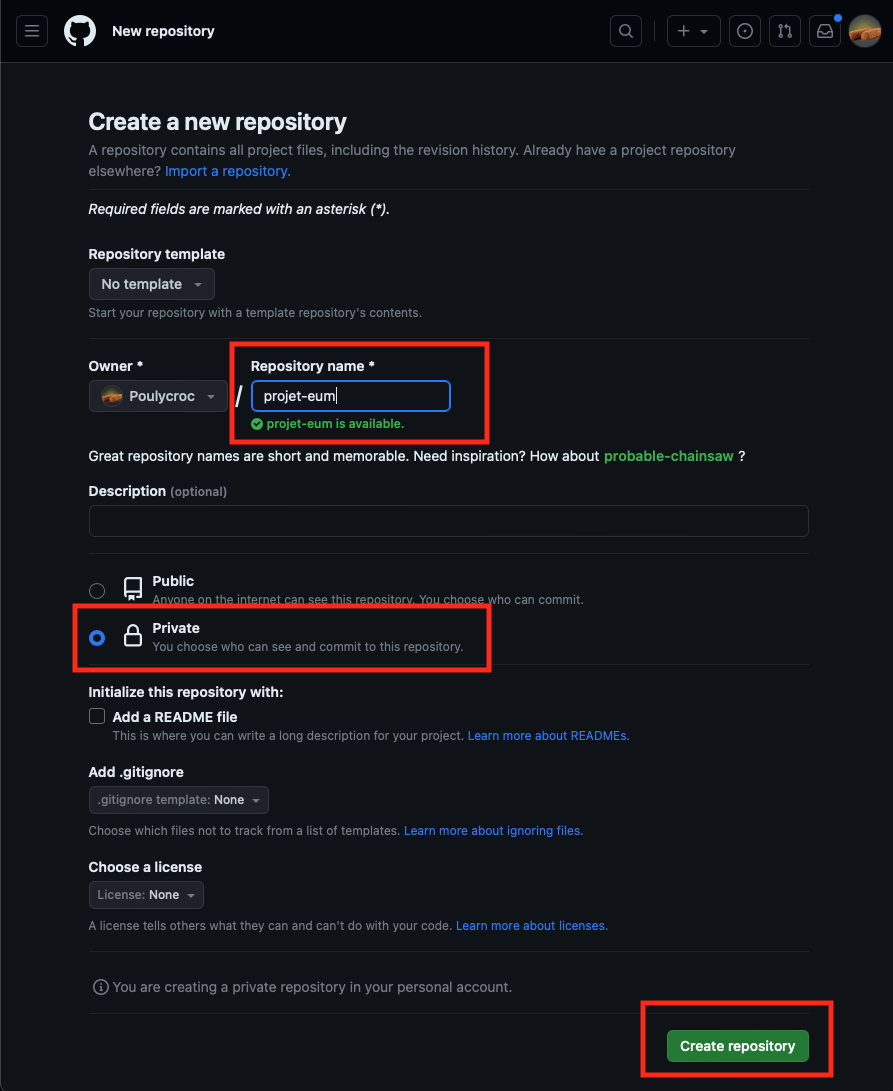 New repository
Create a new repository
A repository contains all project files, including the revision history. Already have a project repository
elsewhere? Import a repository.
Required fields are marked with an asterisk (*).
Repository template
No template
Start your repository with a template repository's contents.
Owner * Repository name *
Poulycroc / projet-eum
projet-eum is available.
Great repository names are short and memorable. Need inspiration? How about probable-chainsaw ?
Description (optional)
Public
Anyone on the internet can see this repository. You choose who can commit.
Private
You choose who can see and commit to this repository.
Initialize this repository with:
Add a README file
This is where you can write a long description for your project. Learn more about READMEs.
Add .gitignore
.gitignore template: None
Choose which files not to track from a list of templates. Learn more about ignoring files.
Choose a license
License: None
A license tells others what they can and can't do with your code. Learn more about licenses.
You are creating a private repository in your personal account.
Create repository